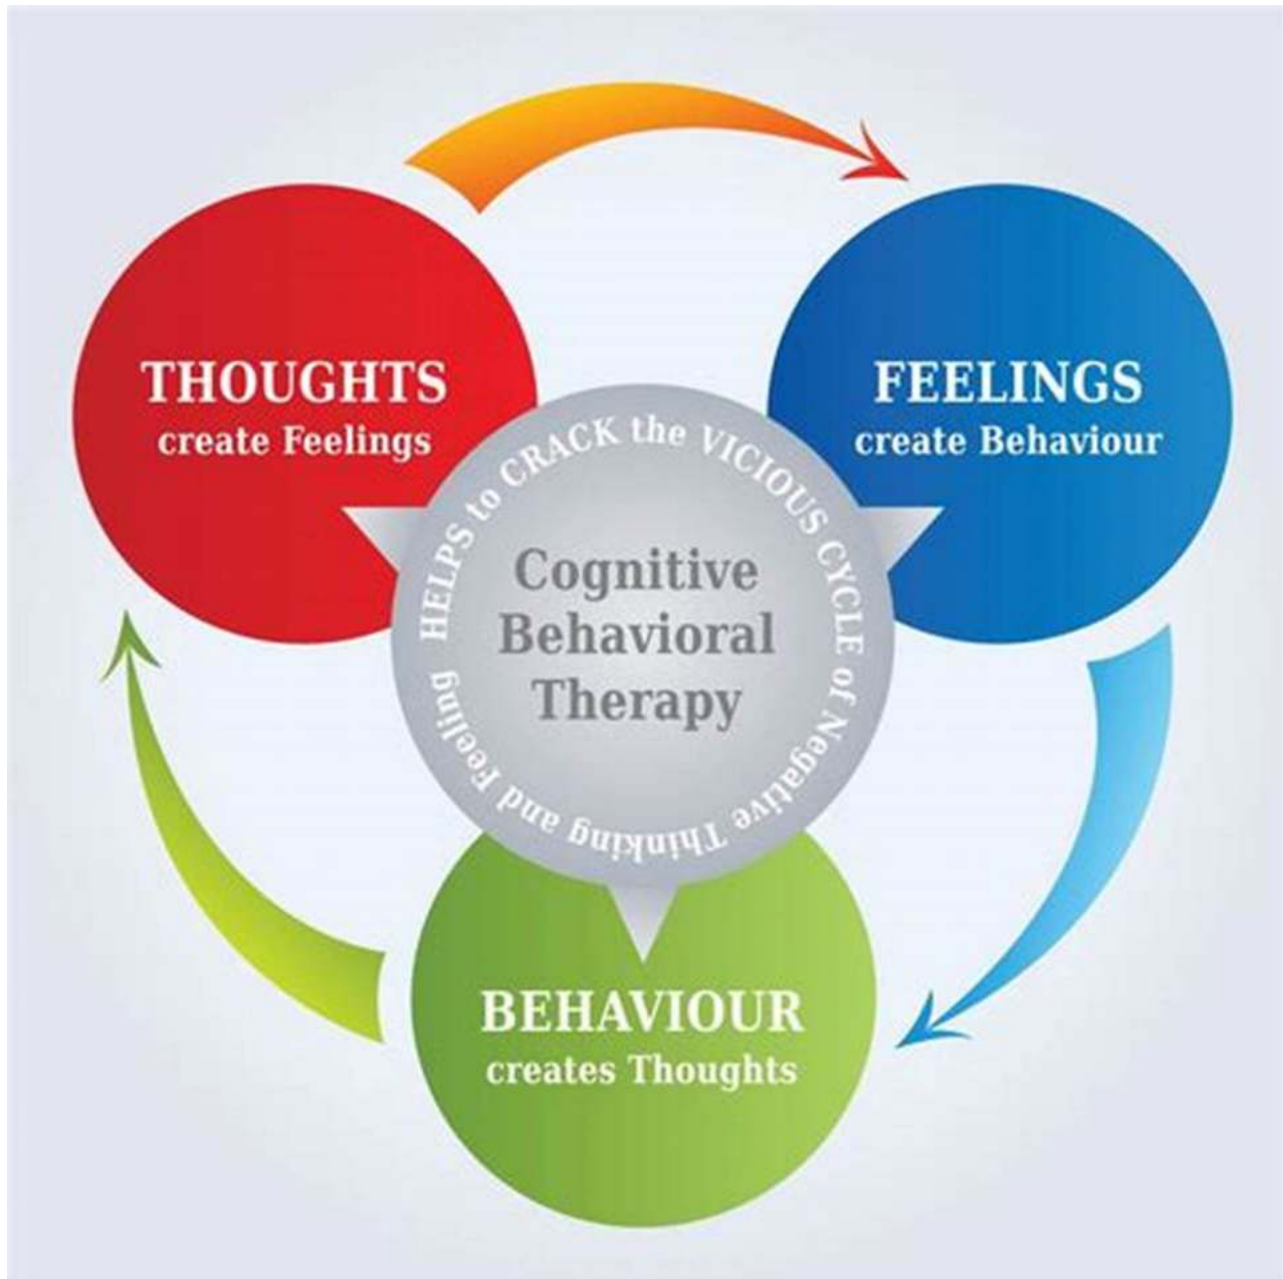 THOUGHTS
create Feelings
FEELINGS
create Behaviour
HELPS to CRACK the VICIOUS CYCLE of Negative Thinking and Feeling
Cognitive
Behavioral
Therapy
BEHAVIOUR
creates Thoughts